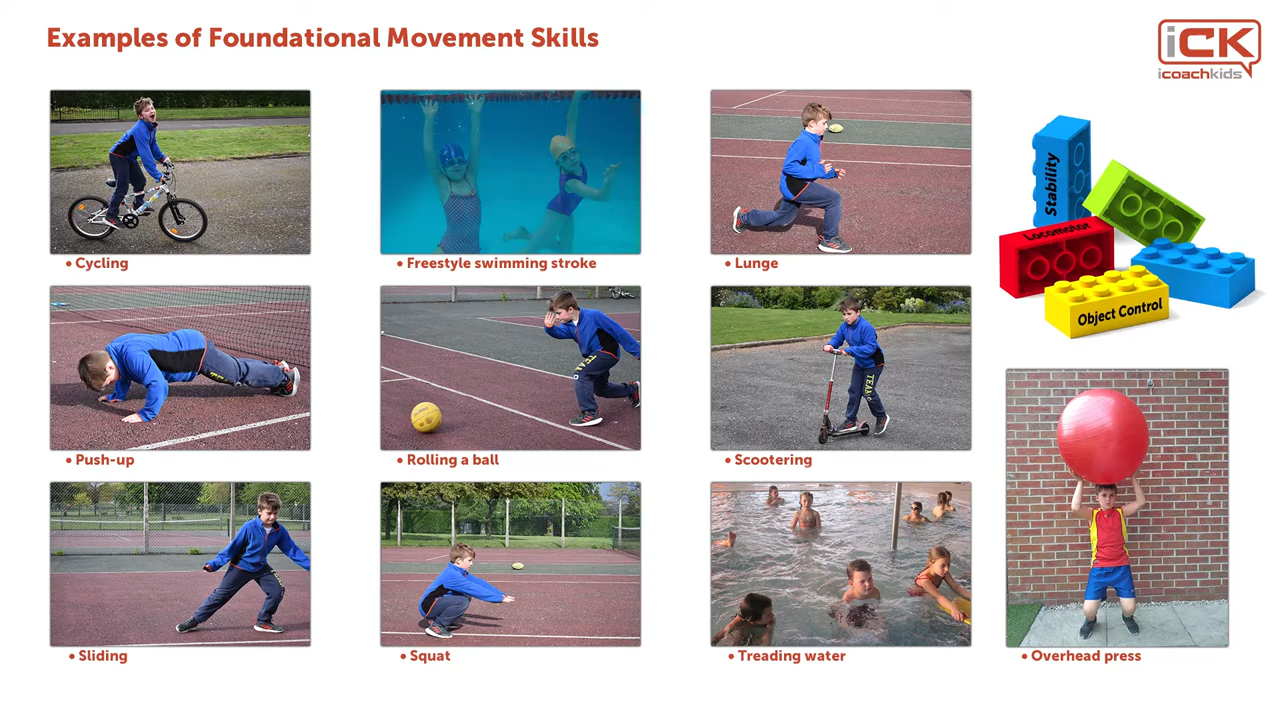 Examples of Foundational Movement Skills
iCK
icoachkids
• Cycling
• Freestyle swimming stroke
• Lunge
Stability
Locomotor
Object Control
• Push-up
• Rolling a ball
• Scootering
• Sliding
• Squat
• Treading water
• Overhead press